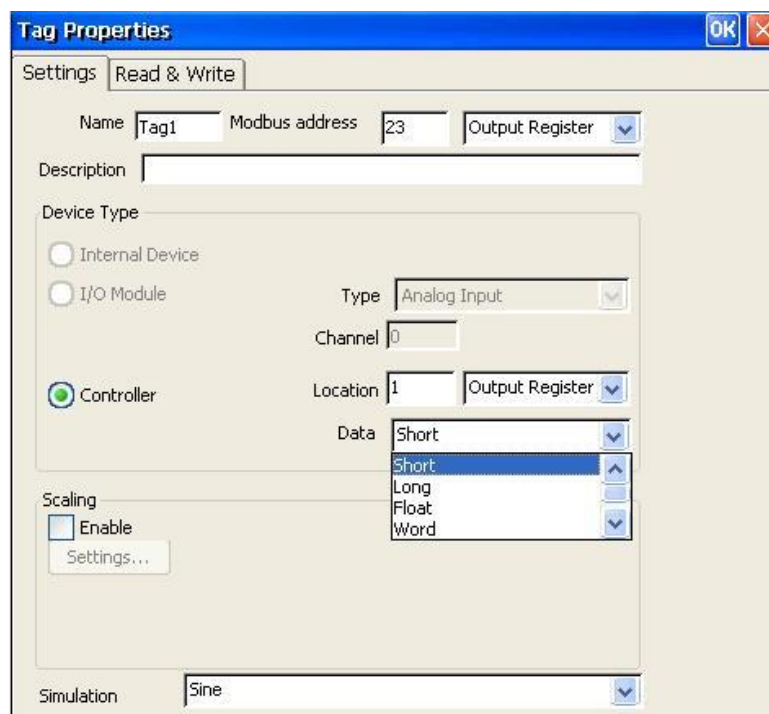 Tag Properties OK
Settings Read & Write
Name Tag1 Modbus address 23 Output Register
Description
Device Type
Internal Device
I/O Module Type Analog Input
Channel 0
Controller Location 1 Output Register
Data Short
Short
Long
Float
Word
Scaling
Enable
Settings...
Simulation Sine